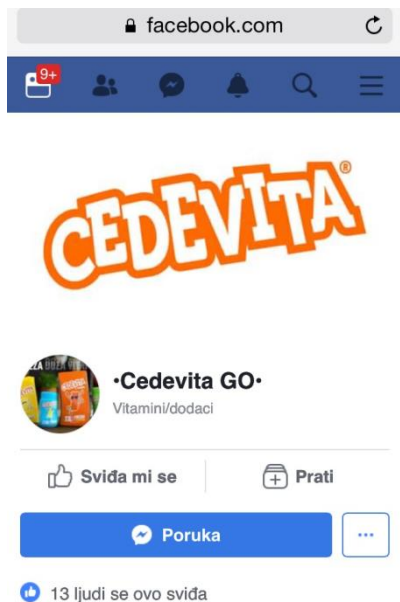 facebook.com
9+
CEDEVITA®
•Cedevita GO•
Vitamini/dodaci
Sviđa mi se
Prati
Poruka
13 ljudi se ovo sviđa